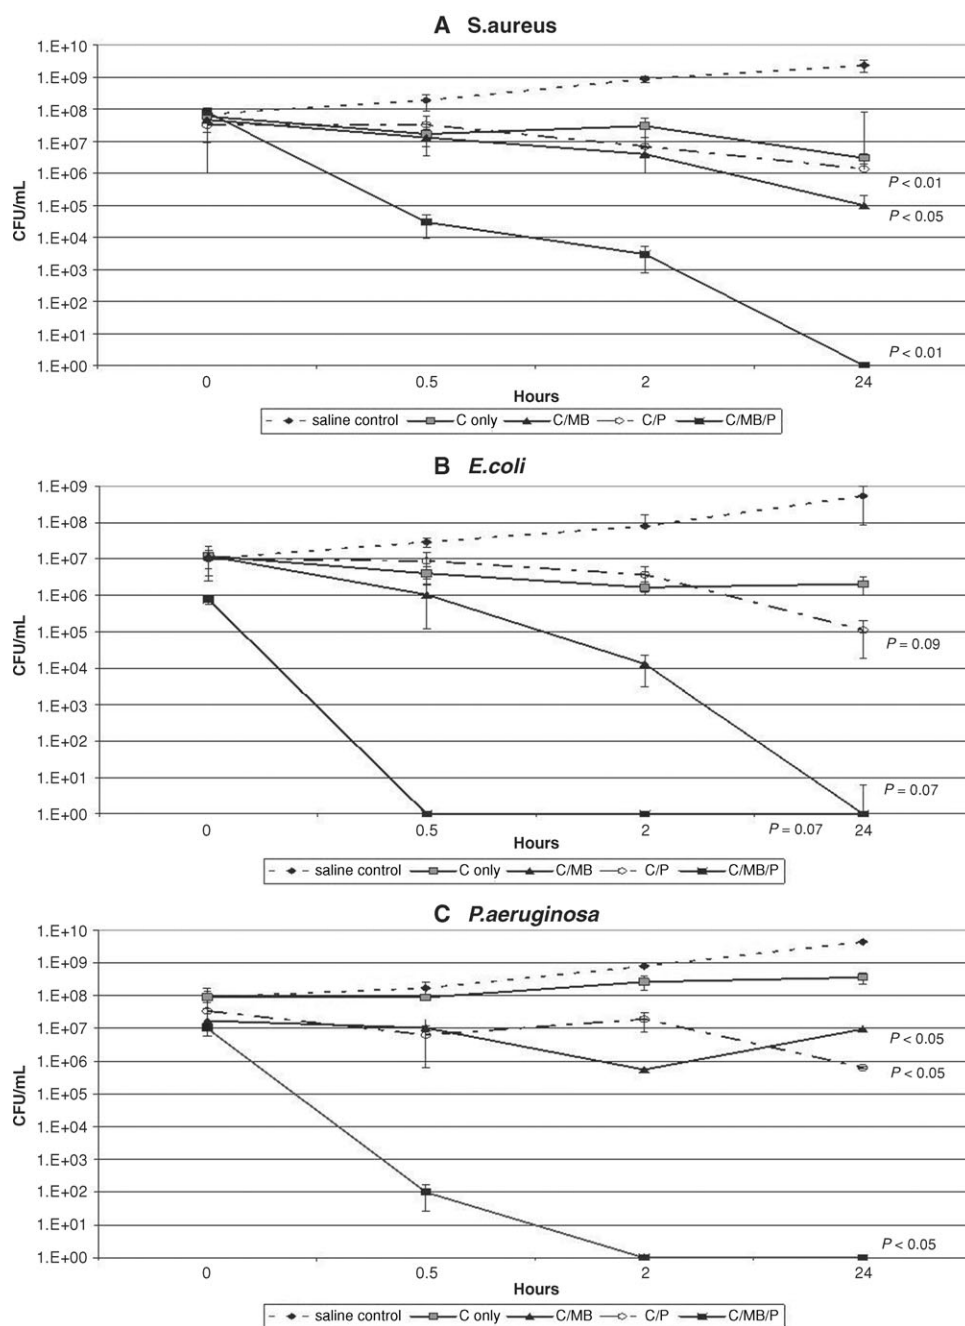 A S.aureus
1.E+10
1.E+09
1.E+08
1.E+07
1.E+06
1.E+05
1.E+04
1.E+03
1.E+02
1.E+01
1.E+00
CFU/mL
P < 0.01
P < 0.05
P < 0.01
0 0.5 2 24
Hours
saline control C only C/MB C/P C/MB/P
B E.coli
1.E+09
1.E+08
1.E+07
1.E+06
1.E+05
1.E+04
1.E+03
1.E+02
1.E+01
1.E+00
CFU/mL
P = 0.09
P = 0.07
P = 0.07
0 0.5 2 24
Hours
saline control C only C/MB C/P C/MB/P
C P.aeruginosa
1.E+10
1.E+09
1.E+08
1.E+07
1.E+06
1.E+05
1.E+04
1.E+03
1.E+02
1.E+01
1.E+00
CFU/mL
P < 0.05
P < 0.05
P < 0.05
0 0.5 2 24
Hours
saline control C only C/MB C/P C/MB/P